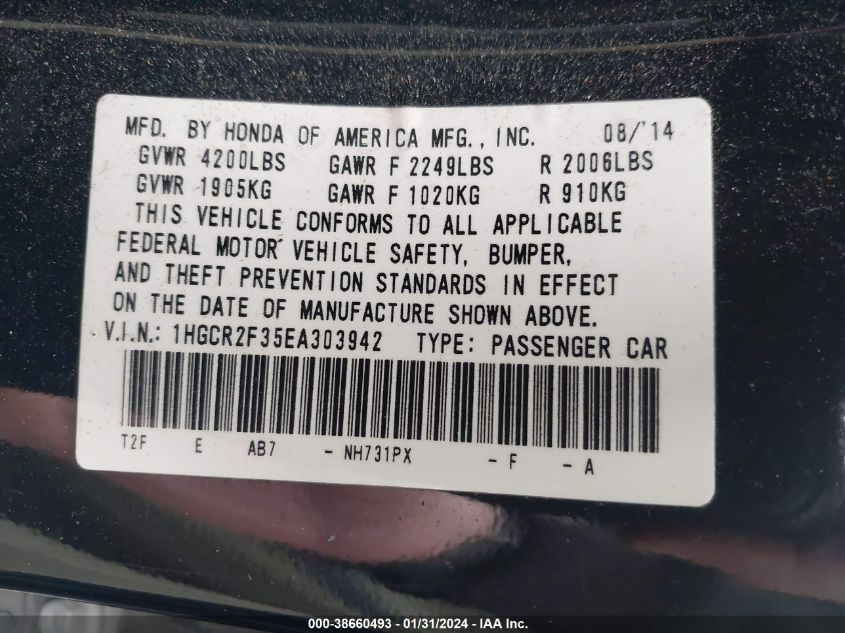 MFD. BY HONDA OF AMERICA MFG., INC. 08/'14
GVWR 4200LBS GAWR F 2249LBS R 2006LBS
GVWR 1905KG GAWR F 1020KG R 910KG
THIS VEHICLE CONFORMS TO ALL APPLICABLE
FEDERAL MOTOR VEHICLE SAFETY, BUMPER,
AND THEFT PREVENTION STANDARDS IN EFFECT
ON THE DATE OF MANUFACTURE SHOWN ABOVE.
V.I.N.: 1HGCR2F35EA303942 TYPE: PASSENGER CAR
T2F E AB7 - NH731PX - F - A
000-38660493 - 01/31/2024 - IAA Inc.